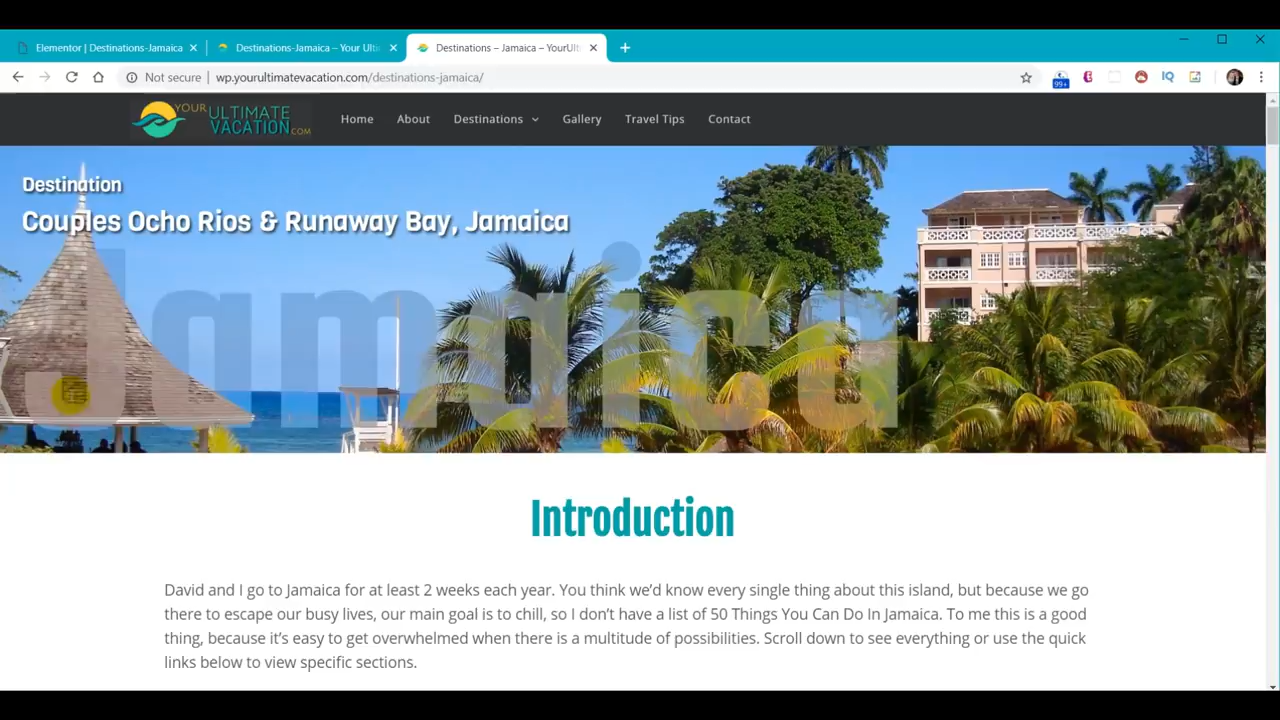 Elementor | Destinations-Jamaica
Destinations-Jamaica – Your Ulti
Destinations – Jamaica – YourUlt
Not secure
wp.yourultimatevacation.com/destinations-jamaica/
99+
IQ
YOUR ULTIMATE VACATION.COM
Home
About
Destinations
Gallery
Travel Tips
Contact
Destination
Couples Ocho Rios & Runaway Bay, Jamaica
Jamaica
Introduction
David and I go to Jamaica for at least 2 weeks each year. You think we’d know every single thing about this island, but because we go
there to escape our busy lives, our main goal is to chill, so I don’t have a list of 50 Things You Can Do In Jamaica. To me this is a good
thing, because it’s easy to get overwhelmed when there is a multitude of possibilities. Scroll down to see everything or use the quick
links below to view specific sections.